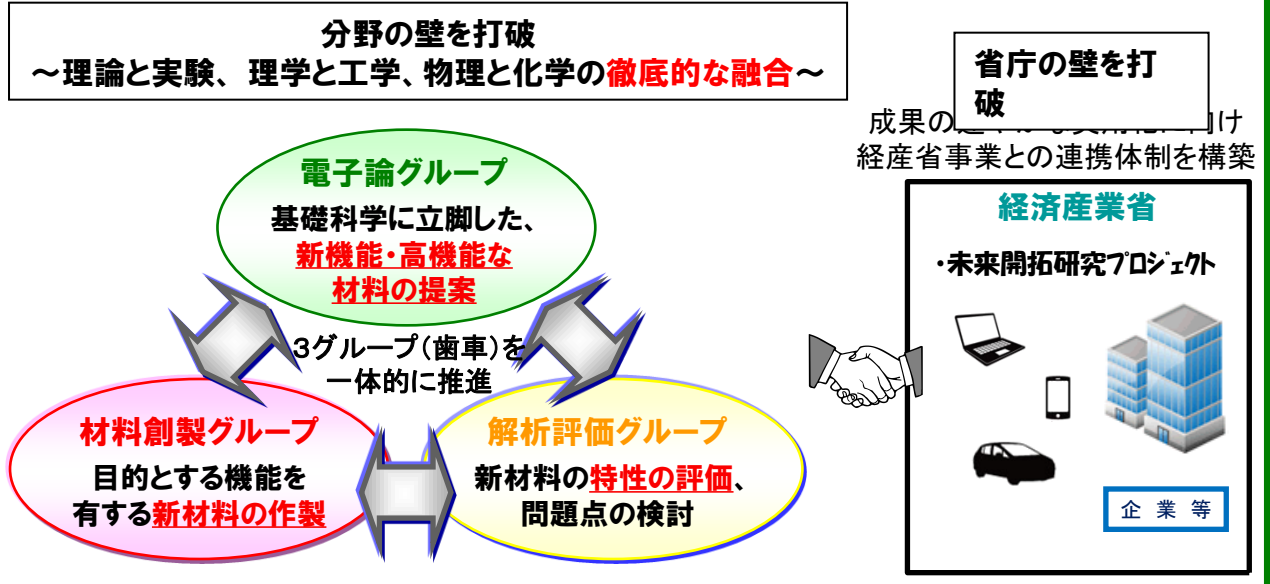 分野の壁を打破
～理論と実験、理学と工学、物理と化学の徹底的な融合～
省庁の壁を打
破
成果の
け
経産省事業との連携体制を構築
電子論グループ
基礎科学に立脚した、
新機能・高機能な
材料の提案
3グループ(歯車)を
一体的に推進
材料創製グループ
目的とする機能を
有する新材料の作製
解析評価グループ
新材料の特性の評価、
問題点の検討
経済産業省
・未来開拓研究プロジェクト
企業等